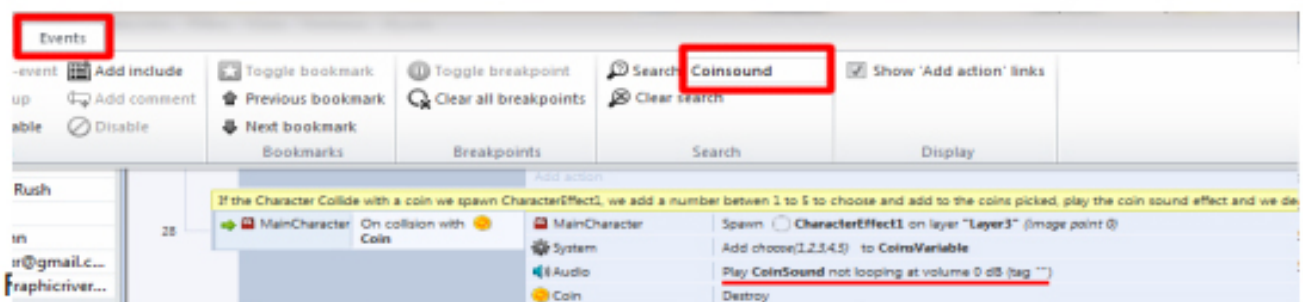 Events
-event Add include Toggle bookmark Toggle breakpoint Search Coinsound Show 'Add action' links
up Add comment Previous bookmark Clear all breakpoints Clear search
able Disable Next bookmark
Bookmarks Breakpoints Search Display
Add action
Rush
If the Character Collide with a coin we spawn CharacterEffect1, we add a number betwen 1 to 5 to choose and add to the coins picked, play the coin sound effect and we de
28 MainCharacter On collision with Coin MainCharacter Spawn CharacterEffect1 on layer "Layer3" (image point 0)
System Add choose(1,2,3,4,5) to CoinsVariable
r@gmail.c... Audio Play CoinSound not looping at volume 0 dB (tag "")
raphicriver... Coin Destroy